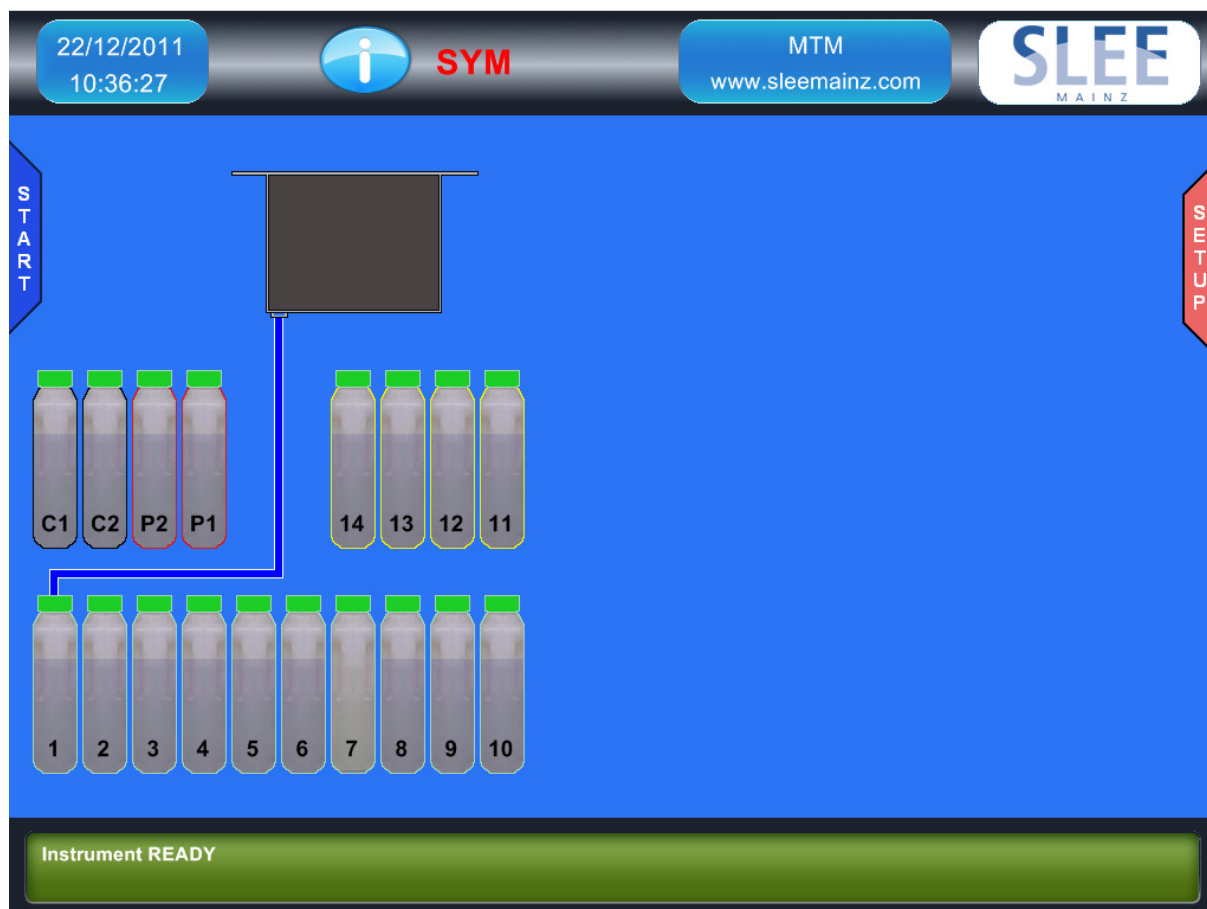 22/12/2011
10:36:27
i
SYM
MTM
www.sleemainz.com
SLEE
MAINZ
START
SETUP
C1 C2 P2 P1 14 13 12 11
1 2 3 4 5 6 7 8 9 10
Instrument READY